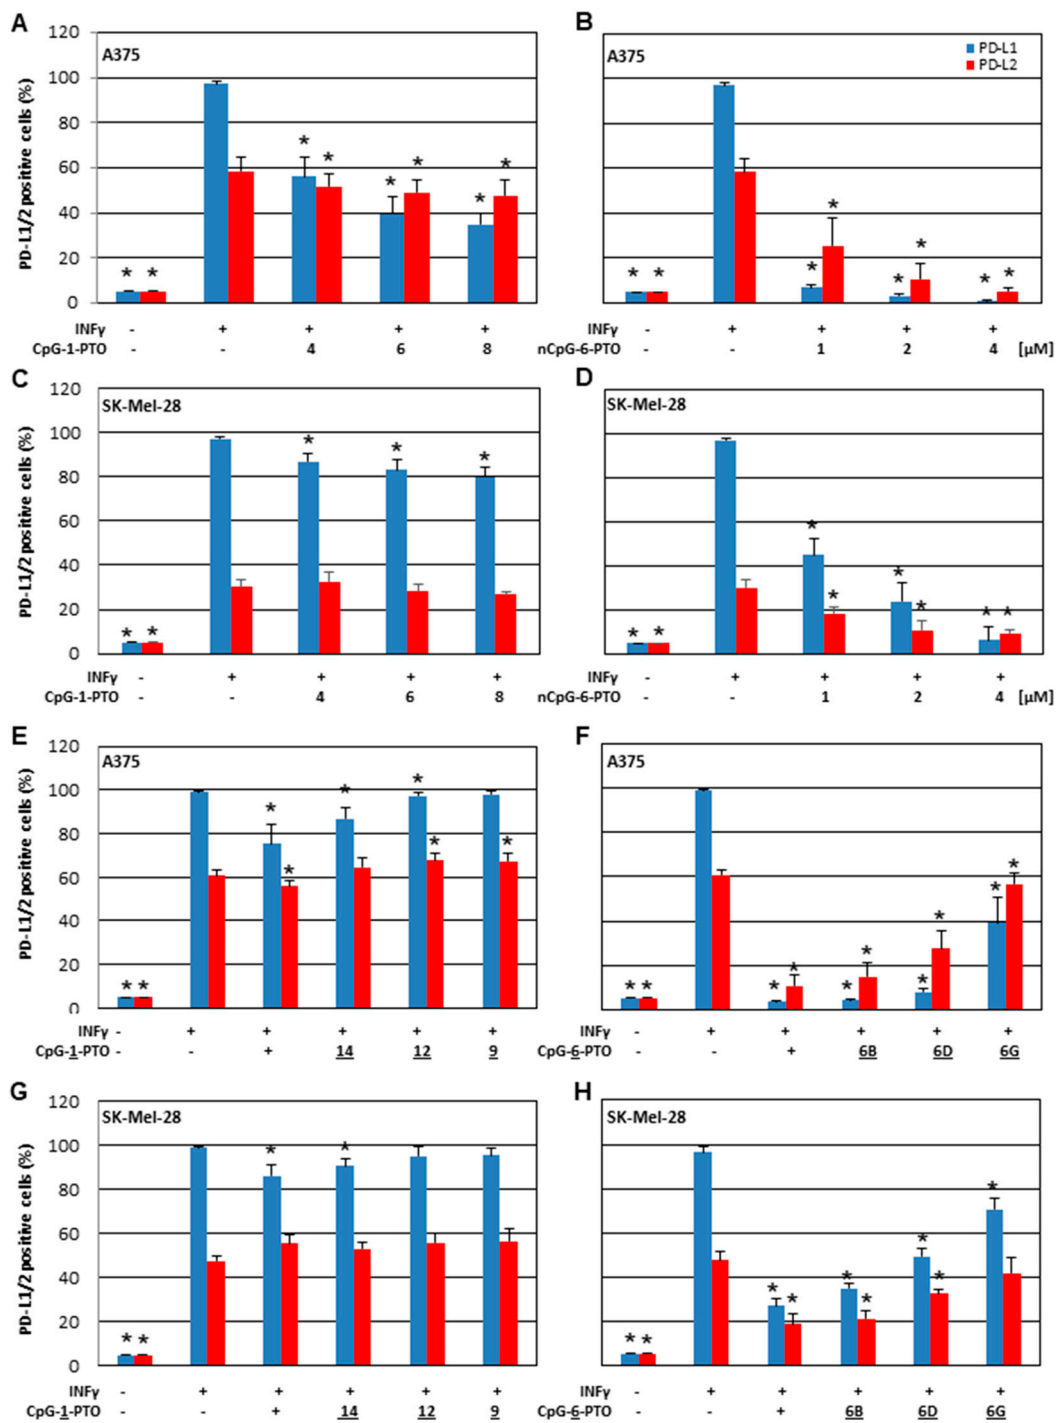 A
B
120
A375
A375
PD-L1
PD-L2
100
80
60
40
20
0
PD-L1/2 positive cells (%)
* * * * * * * *
* * * * * * * *
INFγ - + + + +
INFγ - + + + +
CpG-1-PTO - - 4 6 8
nCpG-6-PTO - - 1 2 4 [µM]
C
D
120
SK-Mel-28
SK-Mel-28
100
80
60
40
20
0
PD-L1/2 positive cells (%)
* * * * *
* * * * * * * *
INFγ - + + + +
INFγ - + + + +
CpG-1-PTO - - 4 6 8
nCpG-6-PTO - - 1 2 4 [µM]
E
F
120
A375
A375
100
80
60
40
20
0
PD-L1/2 positive cells (%)
* * * * * * * *
* * * * * * * * * *
INFγ - + + + + +
INFγ - + + + + +
CpG-1-PTO - - + 14 12 9
CpG-6-PTO - - + 6B 6D 6G
G
H
120
SK-Mel-28
SK-Mel-28
100
80
60
40
20
0
PD-L1/2 positive cells (%)
* * * *
* * * * * * * * *
INFγ - + + + + +
INFγ - + + + + +
CpG-1-PTO - - + 14 12 9
CpG-6-PTO - - + 6B 6D 6G